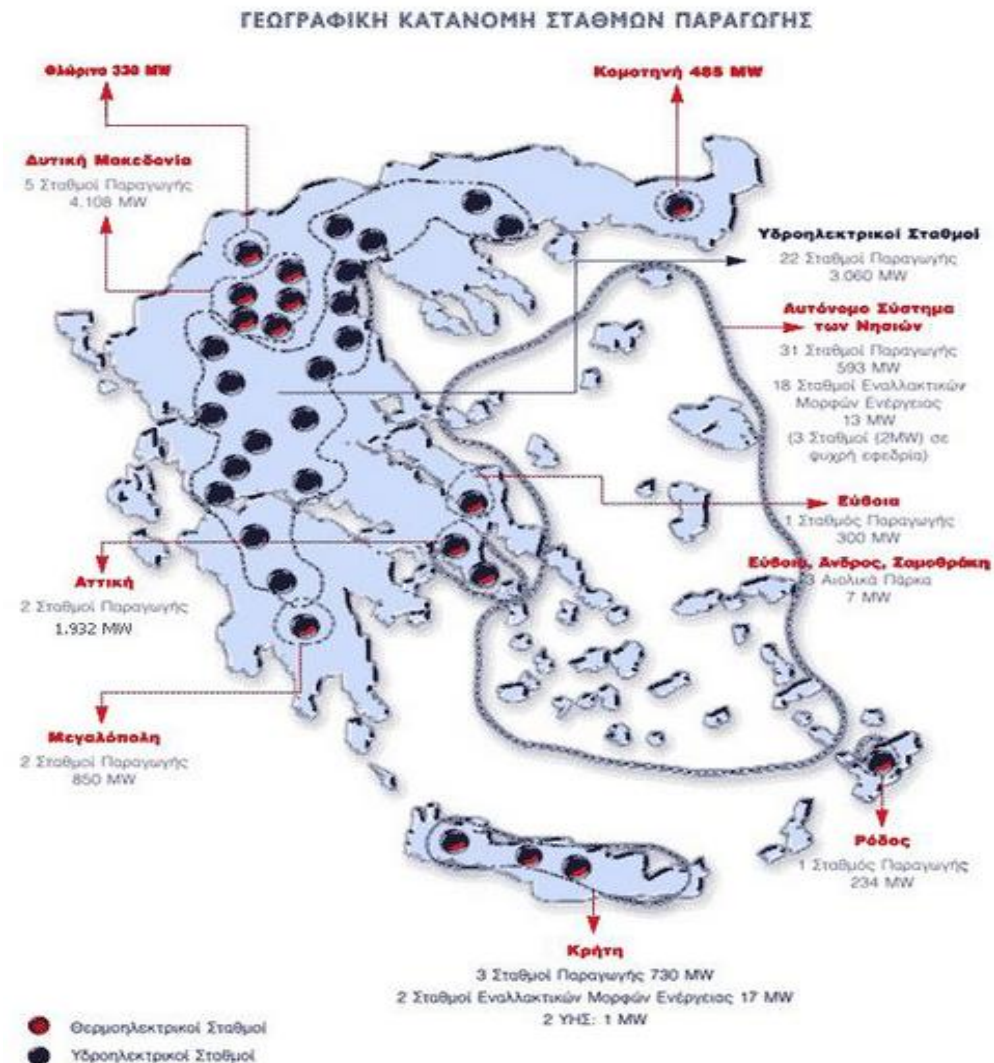 ΓΕΩΓΡΑΦΙΚΗ ΚΑΤΑΝΟΜΗ ΣΤΑΘΜΩΝ ΠΑΡΑΓΩΓΗΣ
Φλώρινα 330 MW
Κομοτηνή 485 MW
Δυτική Μακεδονία
5 Σταθμοί Παραγωγής
4.108 MW
Υδροηλεκτρικοί Σταθμοί
22 Σταθμοί Παραγωγής
3.060 MW
Αυτόνομο Σύστημα
των Νησιών
31 Σταθμοί Παραγωγής
593 MW
18 Σταθμοί Εναλλακτικών
Μορφών Ενέργειας
13 MW
(3 Σταθμοί (2MW) σε
ψυχρή εφεδρία)
Εύβοια
1 Σταθμός Παραγωγής
300 MW
Εύβοια, Άνδρος, Σαμοθράκη
3 Αιολικά Πάρκα
7 MW
Αττική
2 Σταθμοί Παραγωγής
1.932 MW
Μεγαλόπολη
2 Σταθμοί Παραγωγής
850 MW
Ρόδος
1 Σταθμός Παραγωγής
234 MW
Κρήτη
3 Σταθμοί Παραγωγής 730 MW
2 Σταθμοί Εναλλακτικών Μορφών Ενέργειας 17 MW
2 ΥΗΣ: 1 MW
Θερμοηλεκτρικοί Σταθμοί
Υδροηλεκτρικοί Σταθμοί